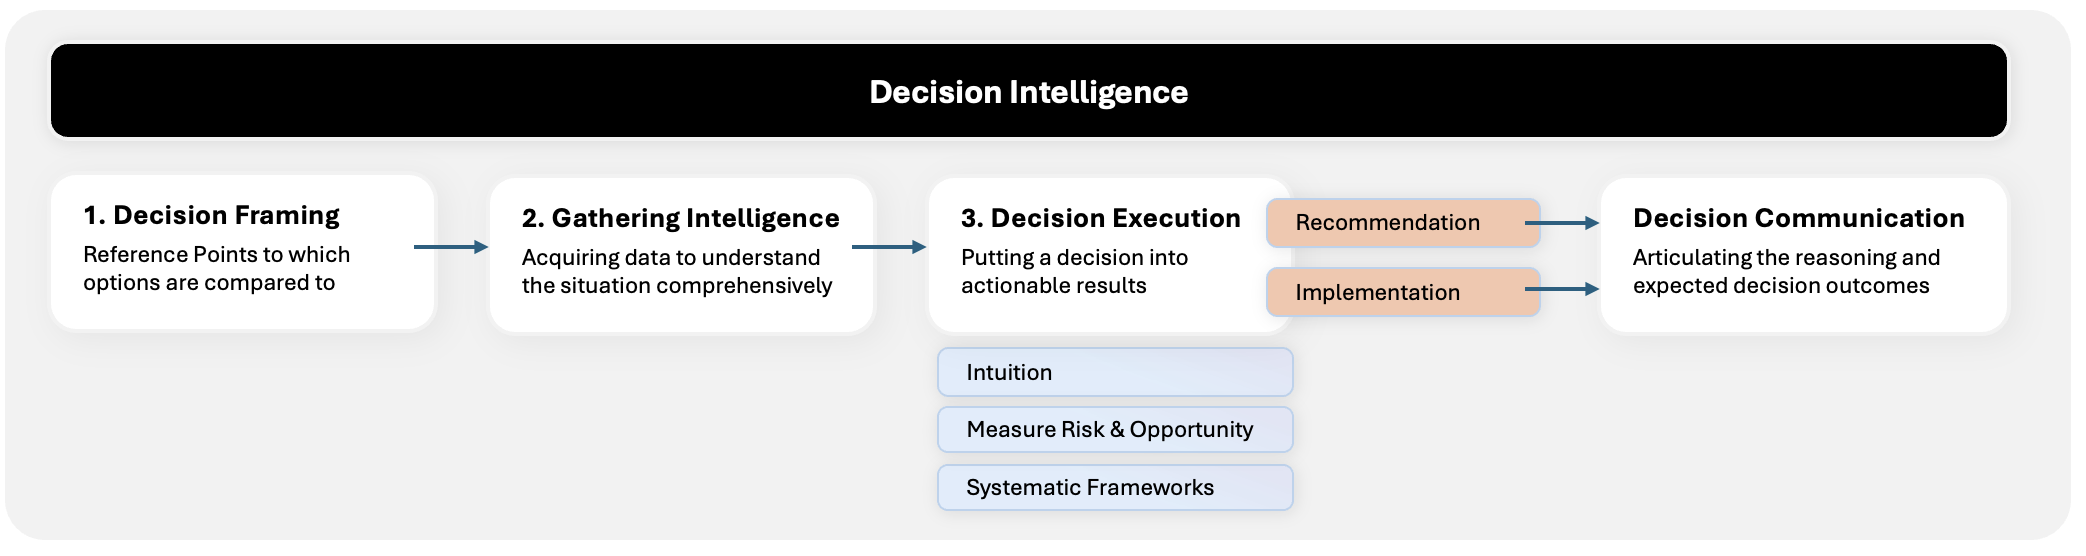 Decision Intelligence
1. Decision Framing
Reference Points to which
options are compared to
2. Gathering Intelligence
Acquiring data to understand
the situation comprehensively
3. Decision Execution
Putting a decision into
actionable results
Recommendation
Implementation
Intuition
Measure Risk & Opportunity
Systematic Frameworks
Decision Communication
Articulating the reasoning and
expected decision outcomes